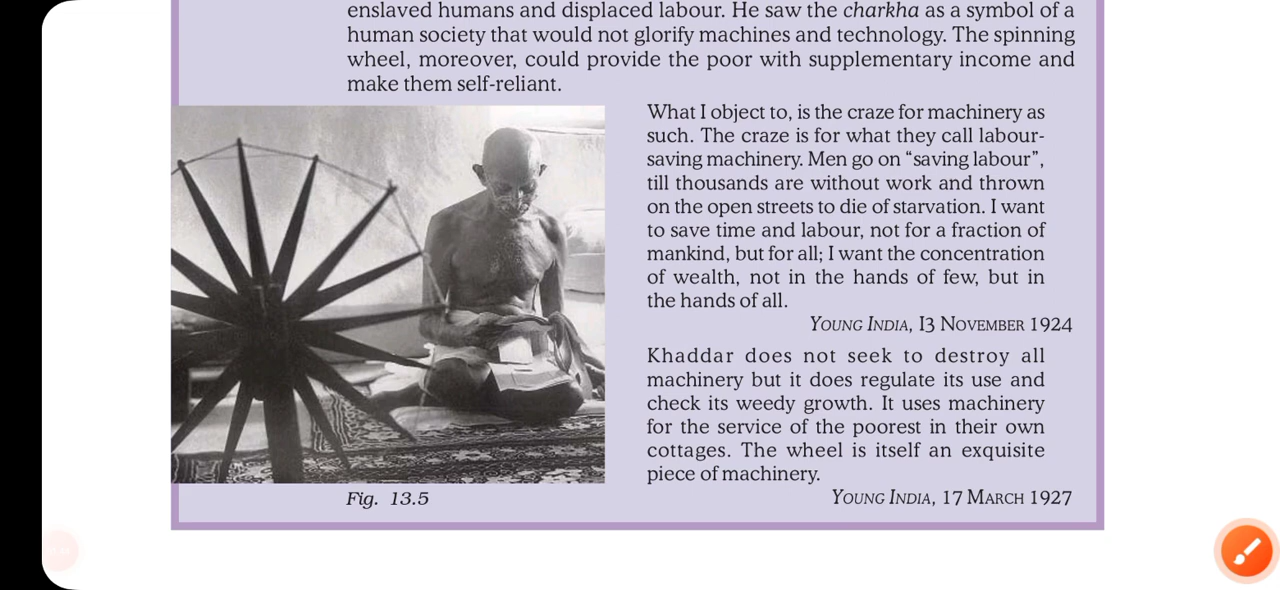 enslaved humans and displaced labour. He saw the charkha as a symbol of a
human society that would not glorify machines and technology. The spinning
wheel, moreover, could provide the poor with supplementary income and
make them self-reliant.
What I object to, is the craze for machinery as
such. The craze is for what they call labour-
saving machinery. Men go on “saving labour”,
till thousands are without work and thrown
on the open streets to die of starvation. I want
to save time and labour, not for a fraction of
mankind, but for all; I want the concentration
of wealth, not in the hands of few, but in
the hands of all.
YOUNG INDIA, I3 NOVEMBER 1924
Khaddar does not seek to destroy all
machinery but it does regulate its use and
check its weedy growth. It uses machinery
for the service of the poorest in their own
cottages. The wheel is itself an exquisite
piece of machinery.
YOUNG INDIA, 17 MARCH 1927
Fig. 13.5